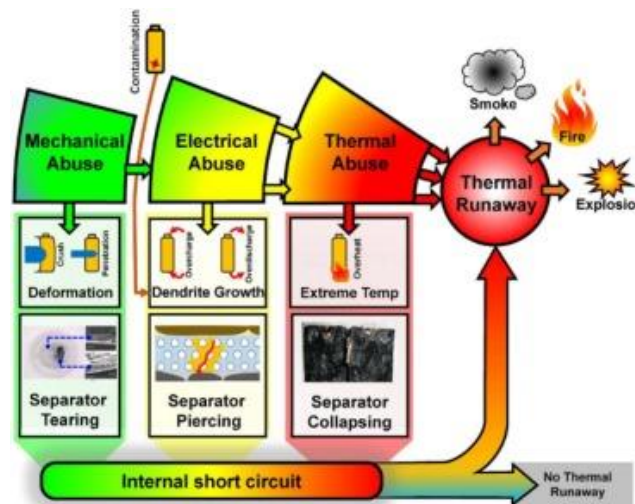 Contamination
Smoke
Fire
Explosio
Mechanical
Abuse
Electrical
Abuse
Thermal
Abuse
Thermal
Runaway
Crush
Penetration
Deformation
Overcharge
Overdischarge
Dendrite Growth
Overheat
Extreme Temp
Separator
Tearing
Separator
Piercing
Separator
Collapsing
Internal short circuit
No Thermal
Runaway